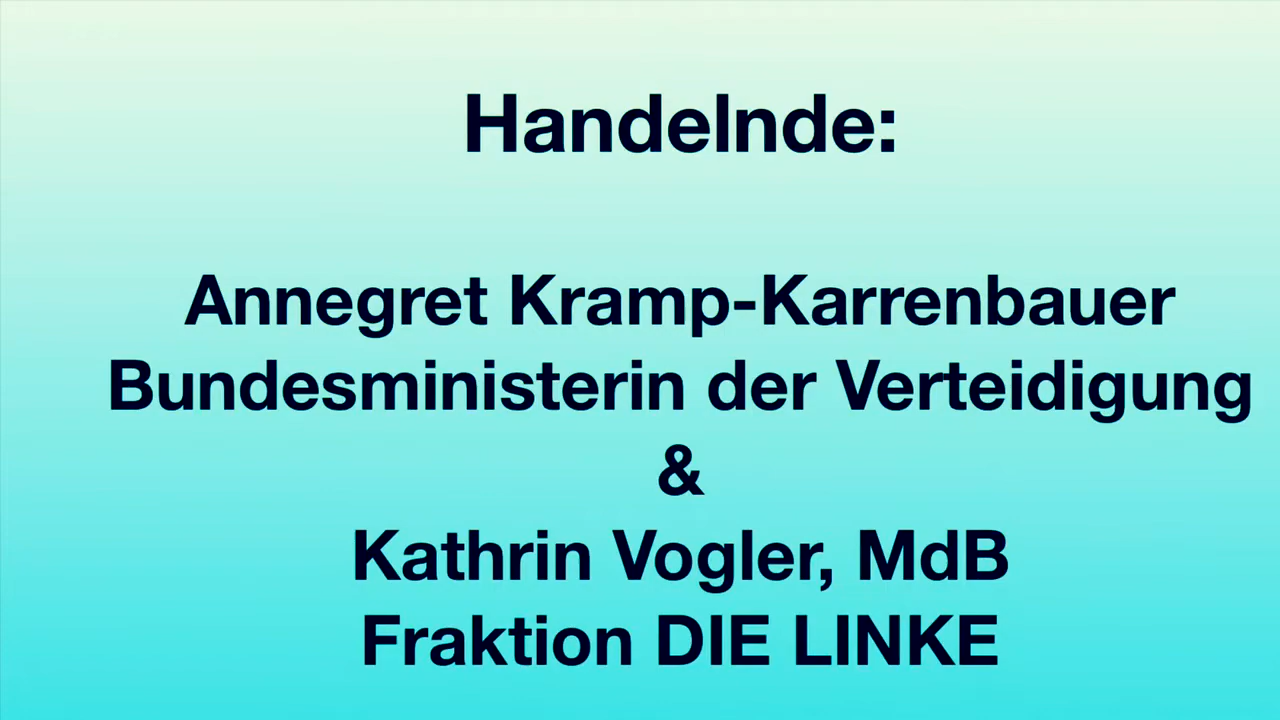 Handelnde:
Annegret Kramp-Karrenbauer
Bundesministerin der Verteidigung
&
Kathrin Vogler, MdB
Fraktion DIE LINKE